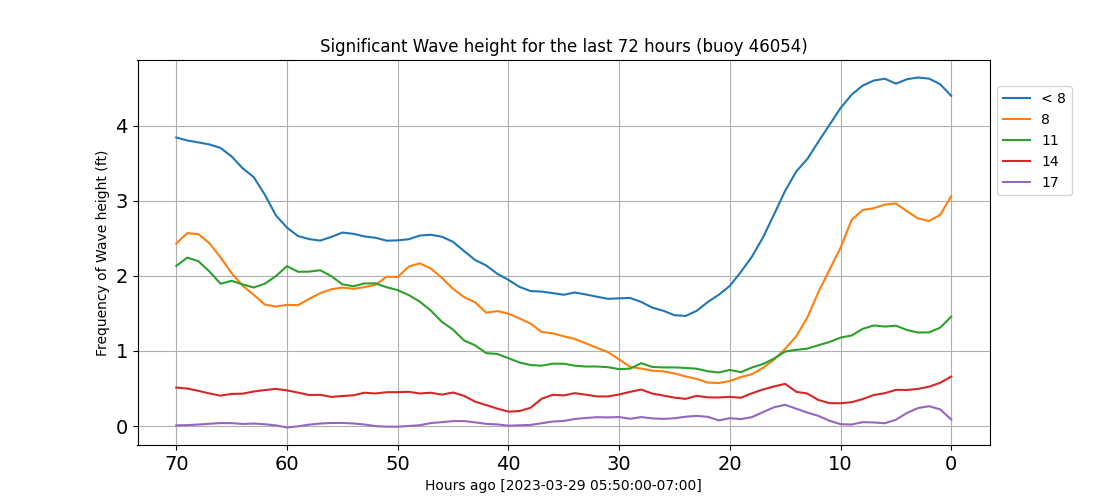 Significant Wave height for the last 72 hours (buoy 46054)
Frequency of Wave height (ft)
4
3
2
1
0
70 60 50 40 30 20 10 0
Hours ago [2023-03-29 05:50:00-07:00]
< 8
8
11
14
17